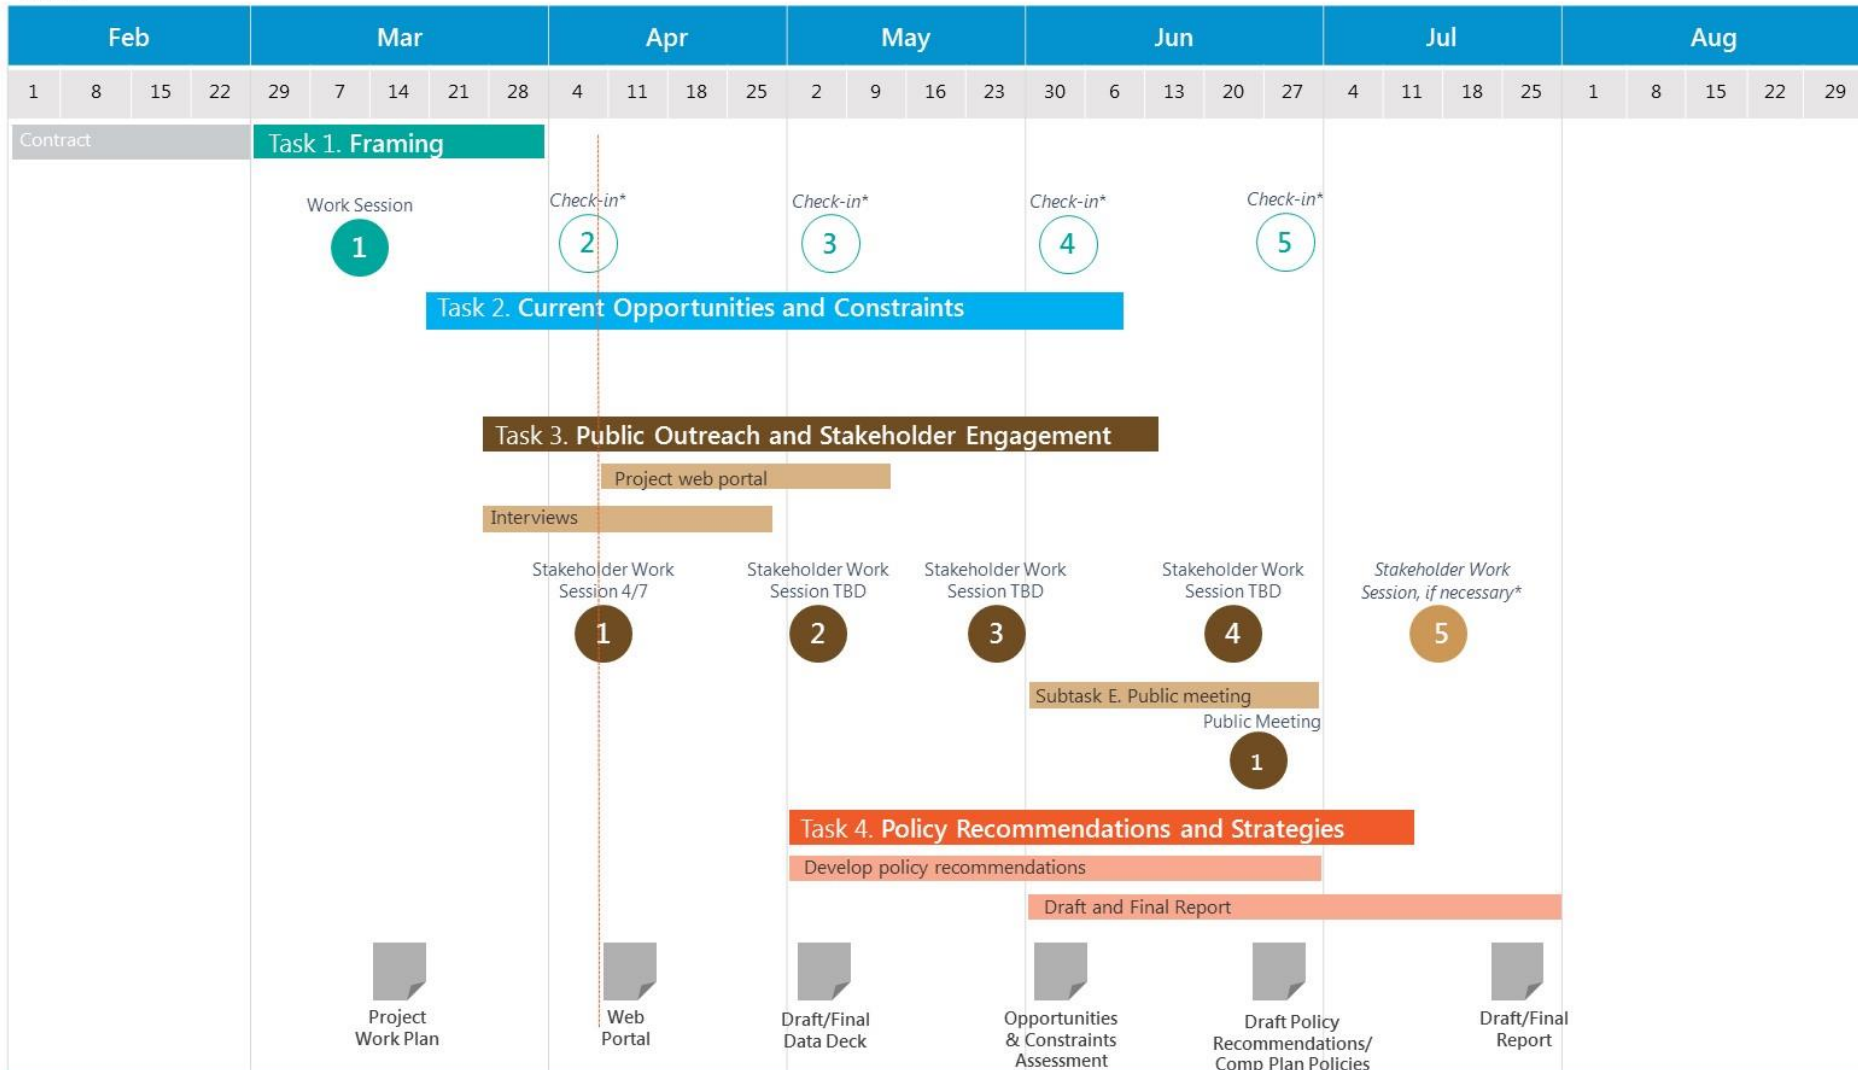 Feb Mar Apr May Jun Jul Aug
1 8 15 22 29 7 14 21 28 4 11 18 25 2 9 16 23 30 6 13 20 27 4 11 18 25 1 8 15 22 29
Contract
Task 1. Framing
Work Session
1
Check-in*
2
Check-in*
3
Check-in*
4
Check-in*
5
Task 2. Current Opportunities and Constraints
Task 3. Public Outreach and Stakeholder Engagement
Project web portal
Interviews
Stakeholder Work
Session 4/7
1
Stakeholder Work
Session TBD
2
Stakeholder Work
Session TBD
3
Stakeholder Work
Session TBD
4
Stakeholder Work
Session, if necessary*
5
Subtask E. Public meeting
Public Meeting
1
Task 4. Policy Recommendations and Strategies
Develop policy recommendations
Draft and Final Report
Project
Work Plan
Web
Portal
Draft/Final
Data Deck
Opportunities
& Constraints
Assessment
Draft Policy
Recommendations/
Comp Plan Policies
Draft/Final
Report